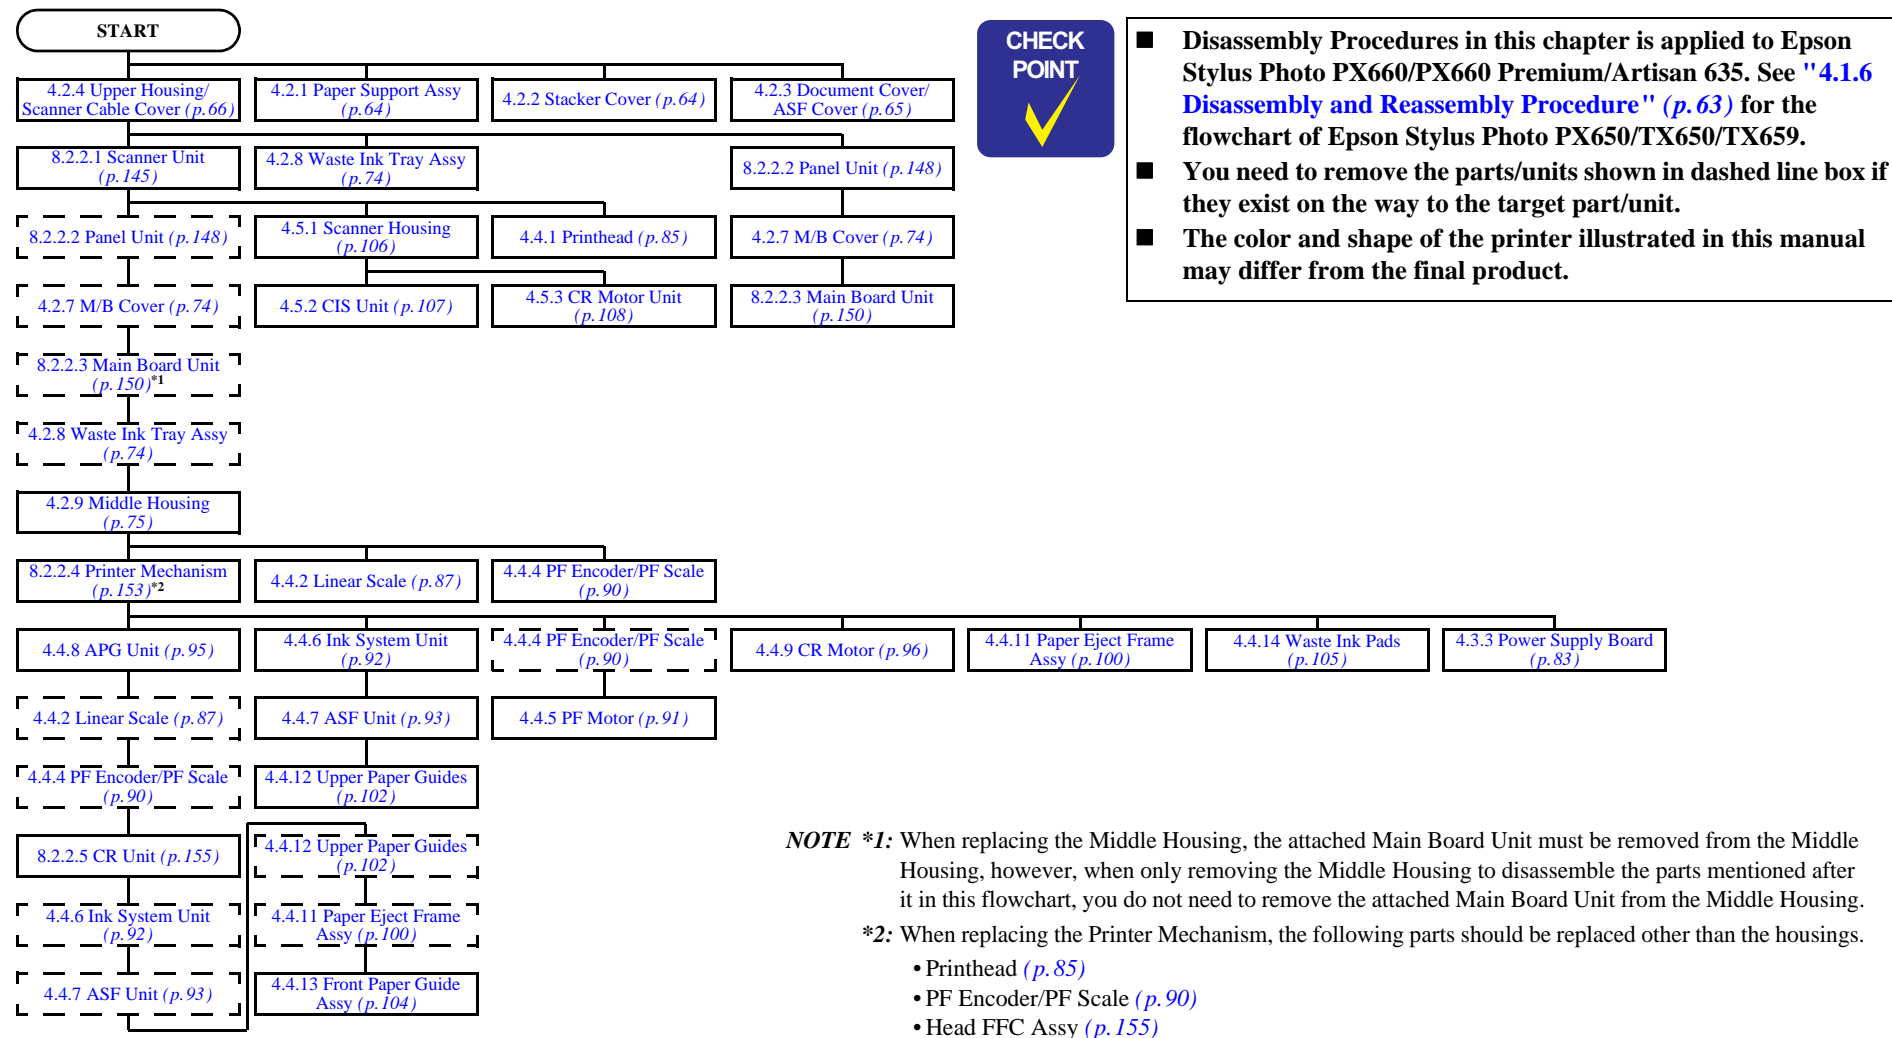 START
4.2.4 Upper Housing/
Scanner Cable Cover (p.66)
4.2.1 Paper Support Assy
(p.64)
4.2.2 Stacker Cover (p.64)
4.2.3 Document Cover/
ASF Cover (p.65)
8.2.2.1 Scanner Unit
(p.145)
4.2.8 Waste Ink Tray Assy
(p.74)
8.2.2.2 Panel Unit (p.148)
8.2.2.2 Panel Unit (p.148)
4.5.1 Scanner Housing
(p.106)
4.4.1 Printhead (p.85)
4.2.7 M/B Cover (p.74)
4.2.7 M/B Cover (p.74)
4.5.2 CIS Unit (p.107)
4.5.3 CR Motor Unit
(p.108)
8.2.2.3 Main Board Unit
(p.150)
8.2.2.3 Main Board Unit
(p.150)*1
4.2.8 Waste Ink Tray Assy
(p.74)
4.2.9 Middle Housing
(p.75)
8.2.2.4 Printer Mechanism
(p.153)*2
4.4.2 Linear Scale (p.87)
4.4.4 PF Encoder/PF Scale
(p.90)
4.4.8 APG Unit (p.95)
4.4.6 Ink System Unit
(p.92)
4.4.4 PF Encoder/PF Scale
(p.90)
4.4.9 CR Motor (p.96)
4.4.11 Paper Eject Frame
Assy (p.100)
4.4.14 Waste Ink Pads
(p.105)
4.3.3 Power Supply Board
(p.83)
4.4.2 Linear Scale (p.87)
4.4.7 ASF Unit (p.93)
4.4.5 PF Motor (p.91)
4.4.4 PF Encoder/PF Scale
(p.90)
4.4.12 Upper Paper Guides
(p.102)
8.2.2.5 CR Unit (p.155)
4.4.12 Upper Paper Guides
(p.102)
4.4.6 Ink System Unit
(p.92)
4.4.11 Paper Eject Frame
Assy (p.100)
4.4.7 ASF Unit (p.93)
4.4.13 Front Paper Guide
Assy (p.104)
CHECK
POINT
■ Disassembly Procedures in this chapter is applied to Epson
Stylus Photo PX660/PX660 Premium/Artisan 635. See "4.1.6
Disassembly and Reassembly Procedure" (p.63) for the
flowchart of Epson Stylus Photo PX650/TX650/TX659.
■ You need to remove the parts/units shown in dashed line box if
they exist on the way to the target part/unit.
■ The color and shape of the printer illustrated in this manual
may differ from the final product.
NOTE *1: When replacing the Middle Housing, the attached Main Board Unit must be removed from the Middle
Housing, however, when only removing the Middle Housing to disassemble the parts mentioned after
it in this flowchart, you do not need to remove the attached Main Board Unit from the Middle Housing.
*2: When replacing the Printer Mechanism, the following parts should be replaced other than the housings.
• Printhead (p.85)
• PF Encoder/PF Scale (p.90)
• Head FFC Assy (p.155)